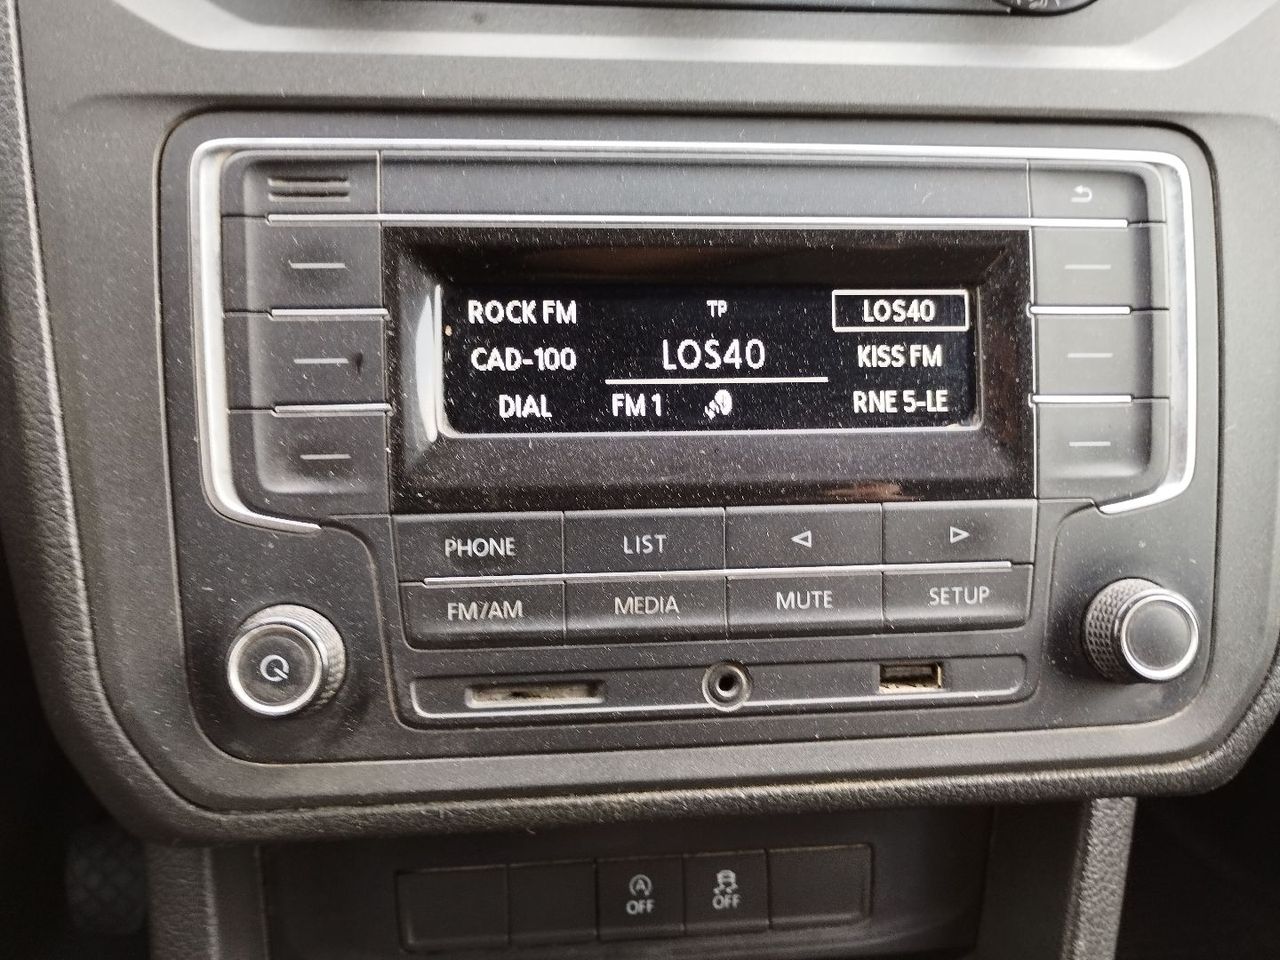 ROCK FM TP LOS40
CAD-100 LOS40 KISS FM
DIAL FM 1 RNE 5-LE
PHONE LIST
FM/AM MEDIA MUTE SETUP
A
OFF OFF